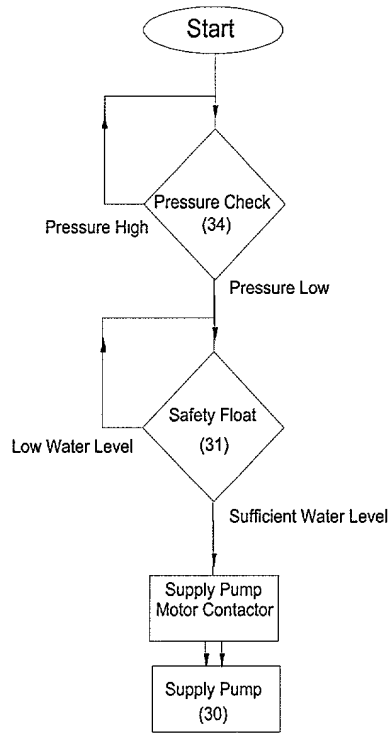 Start
Pressure Check
(34)
Pressure High
Pressure Low
Safety Float
(31)
Low Water Level
Sufficient Water Level
Supply Pump
Motor Contactor
Supply Pump
(30)